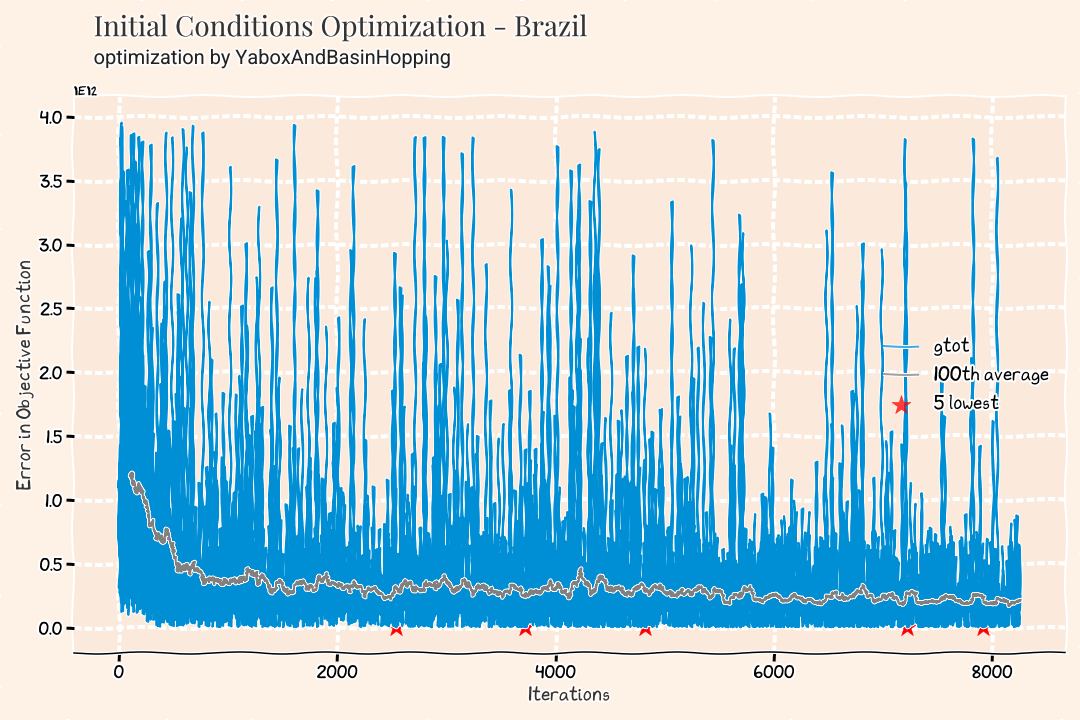 Initial Conditions Optimization - Brazil
optimization by YaboxAndBasinHopping
1E12
4.0
3.5
3.0
2.5
2.0
1.5
1.0
0.5
0.0
Error in Objective Function
gtot
100th average
5 lowest
0 2000 4000 6000 8000
Iterations